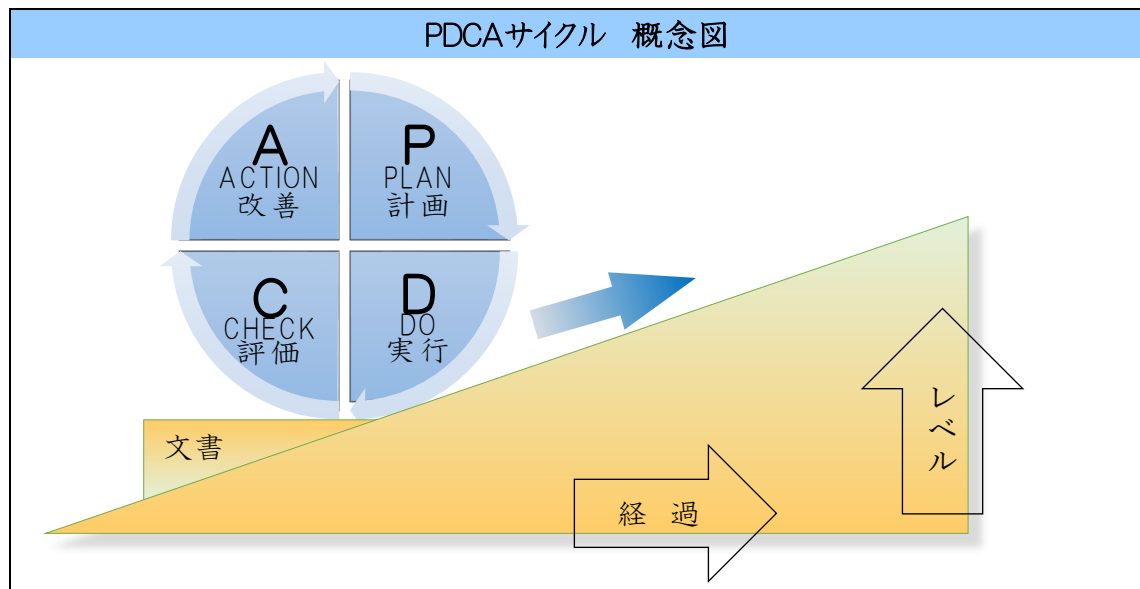 PDCAサイクル　概念図
A
ACTION
改善
P
PLAN
計画
C
CHECK
評価
D
DO
実行
文書
経　過
レベル